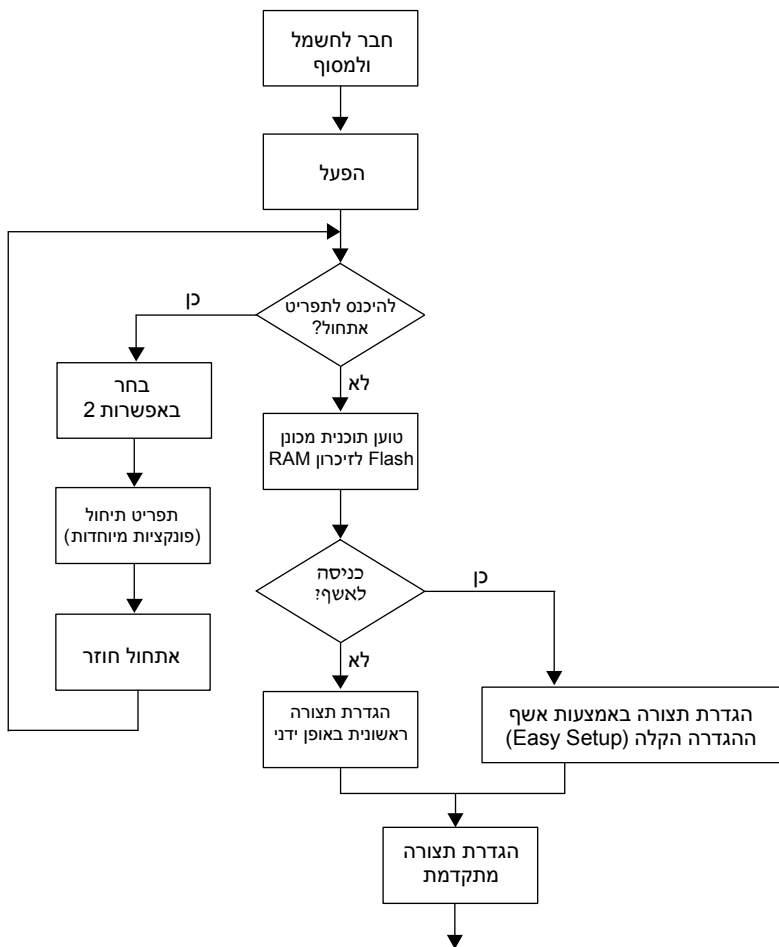 חבר לחשמל
ולמסוף
הפעל
להיכנס לתפריט
אתחול?
כן
לא
בחר
באפשרות 2
טוען תוכנית מכונן
Flash לזיכרון RAM
תפריט תיחול
(פונקציות מיוחדות)
כניסה
לאשף?
כן
לא
אתחול חוזר
הגדרת תצורה
ראשונית באופן ידני
הגדרת תצורה באמצעות אשף
ההגדרה הקלה (Easy Setup)
הגדרת תצורה
מתקדמת